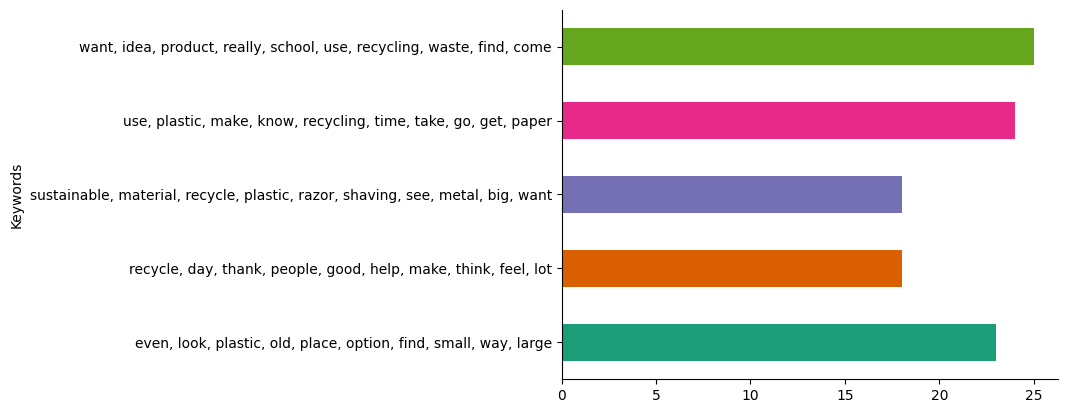 want, idea, product, really, school, use, recycling, waste, find, come
use, plastic, make, know, recycling, time, take, go, get, paper
sustainable, material, recycle, plastic, razor, shaving, see, metal, big, want
recycle, day, thank, people, good, help, make, think, feel, lot
even, look, plastic, old, place, option, find, small, way, large
Keywords
0 5 10 15 20 25